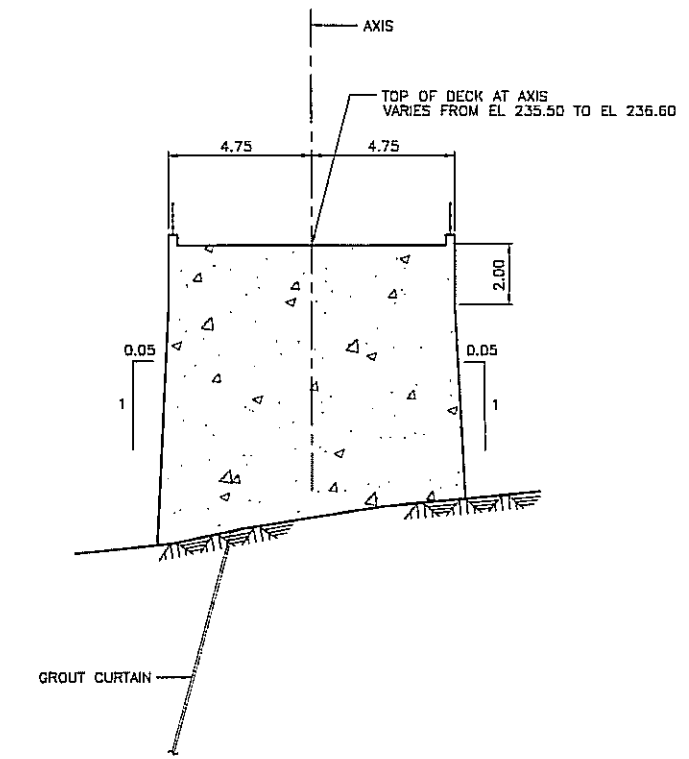 AXIS
TOP OF DECK AT AXIS
VARIES FROM EL 235.50 TO EL 236.60
4.75
4.75
2.00
0.05
0.05
1
1
GROUT CURTAIN